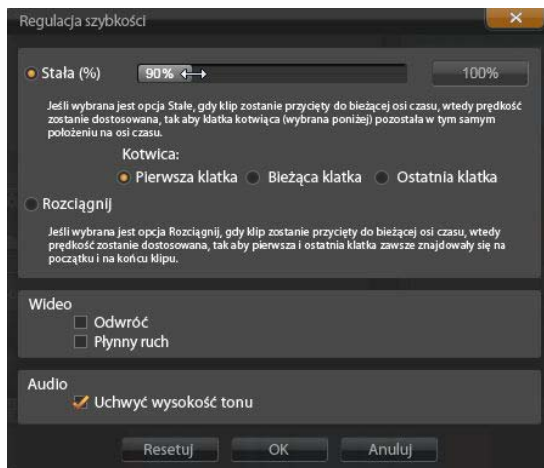 Regulacja szybkości
Stała (%) 90% 100%
Jeśli wybrana jest opcja Stałe, gdy klip zostanie przycięty do bieżącej osi czasu, wtedy prędkość
zostanie dostosowana, tak aby klatka kotwiąca (wybrana poniżej) pozostała w tym samym
położeniu na osi czasu.
Kotwica:
Pierwsza klatka Bieżąca klatka Ostatnia klatka
Rozciągnij
Jeśli wybrana jest opcja Rozciągnij, gdy klip zostanie przycięty do bieżącej osi czasu, wtedy
prędkość zostanie dostosowana, tak aby pierwsza i ostatnia klatka zawsze znajdowały się na
początku i na końcu klipu.
Wideo
Odwróć
Płynny ruch
Audio
Uchwyć wysokość tonu
Resetuj OK Anuluj